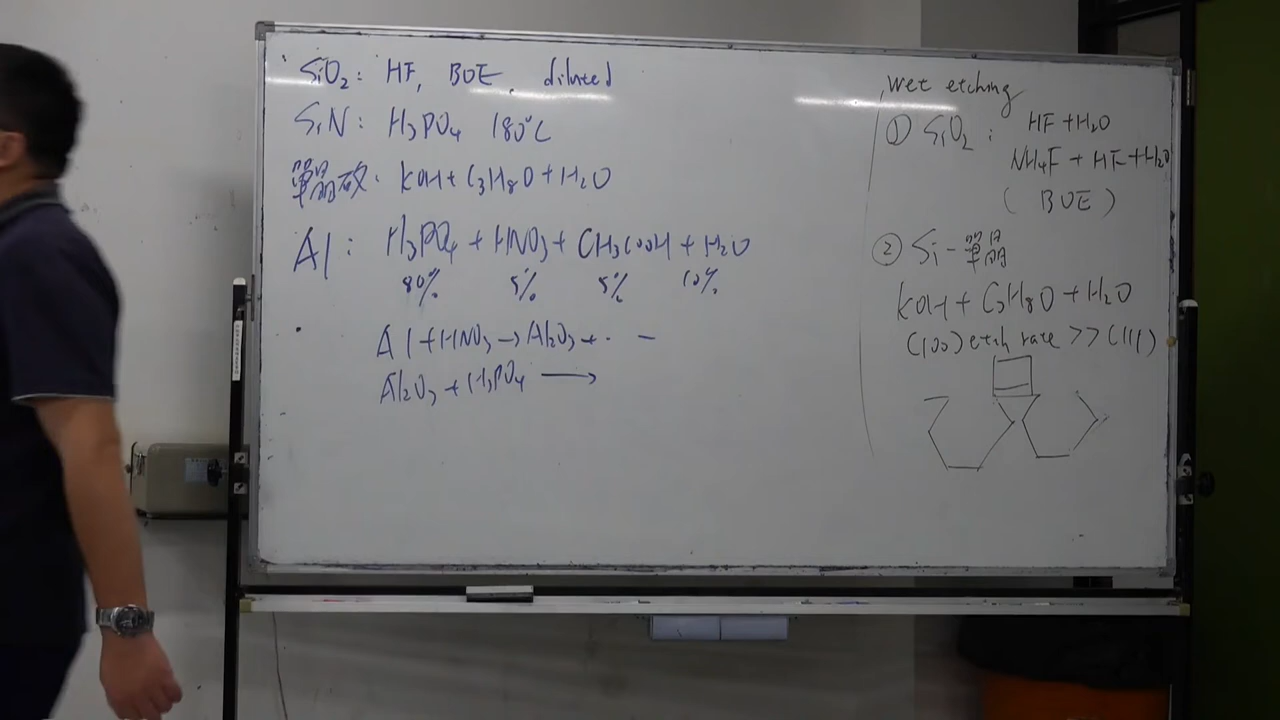 SiO2: HF, BOE, diluted
SiN: H3PO4 180°C
單晶矽: KOH + C3H8O + H2O
Al: H3PO4 + HNO3 + CH3COOH + H2O
80% 5% 5% 10%
Al + HNO3 → Al2O3 + · · —
Al2O3 + H3PO4 ⟶
Wet etching
① SiO2: HF + H2O
NH4F + HF + H2O
( BOE )
② Si - 單晶
KOH + C3H8O + H2O
(100) etch rate >> (111)